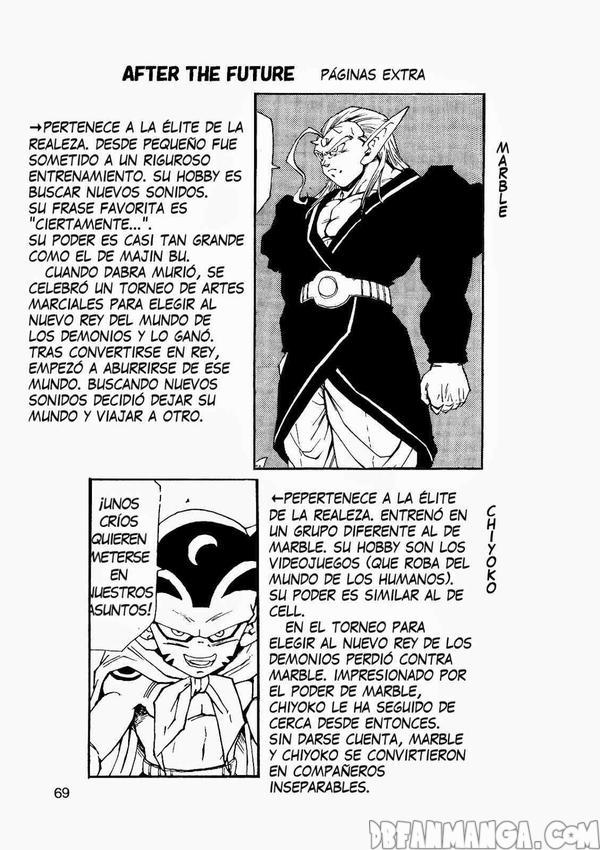 AFTER THE FUTURE PÁGINAS EXTRA
→PERTENECE A LA ÉLITE DE LA
REALEZA. DESDE PEQUEÑO FUE
SOMETIDO A UN RIGUROSO
ENTRENAMIENTO. SU HOBBY ES
BUSCAR NUEVOS SONIDOS.
SU FRASE FAVORITA ES
"CIERTAMENTE...".
SU PODER ES CASI TAN GRANDE
COMO EL DE MAJIN BU.
CUANDO DABRA MURIÓ, SE
CELEBRÓ UN TORNEO DE ARTES
MARCIALES PARA ELEGIR AL
NUEVO REY DEL MUNDO DE
LOS DEMONIOS Y LO GANÓ.
TRAS CONVERTIRSE EN REY,
EMPEZÓ A ABURRIRSE DE ESE
MUNDO. BUSCANDO NUEVOS
SONIDOS DECIDIÓ DEJAR SU
MUNDO Y VIAJAR A OTRO.
MARBLE
¡UNOS
CRÍOS
QUIEREN
METERSE
EN
NUESTROS
ASUNTOS!
←PEPERTENECE A LA ÉLITE
DE LA REALEZA. ENTRENÓ EN
UN GRUPO DIFERENTE AL DE
MARBLE. SU HOBBY SON LOS
VIDEOJUEGOS (QUE ROBA DEL
MUNDO DE LOS HUMANOS).
SU PODER ES SIMILAR AL DE
CELL.
EN EL TORNEO PARA
ELEGIR AL NUEVO REY DE LOS
DEMONIOS PERDIÓ CONTRA
MARBLE. IMPRESIONADO POR
EL PODER DE MARBLE,
CHIYOKO LE HA SEGUIDO DE
CERCA DESDE ENTONCES.
SIN DARSE CUENTA, MARBLE
Y CHIYOKO SE CONVIRTIERON
EN COMPAÑEROS
INSEPARABLES.
CHIYOKO
69
DBFANMANGA.COM